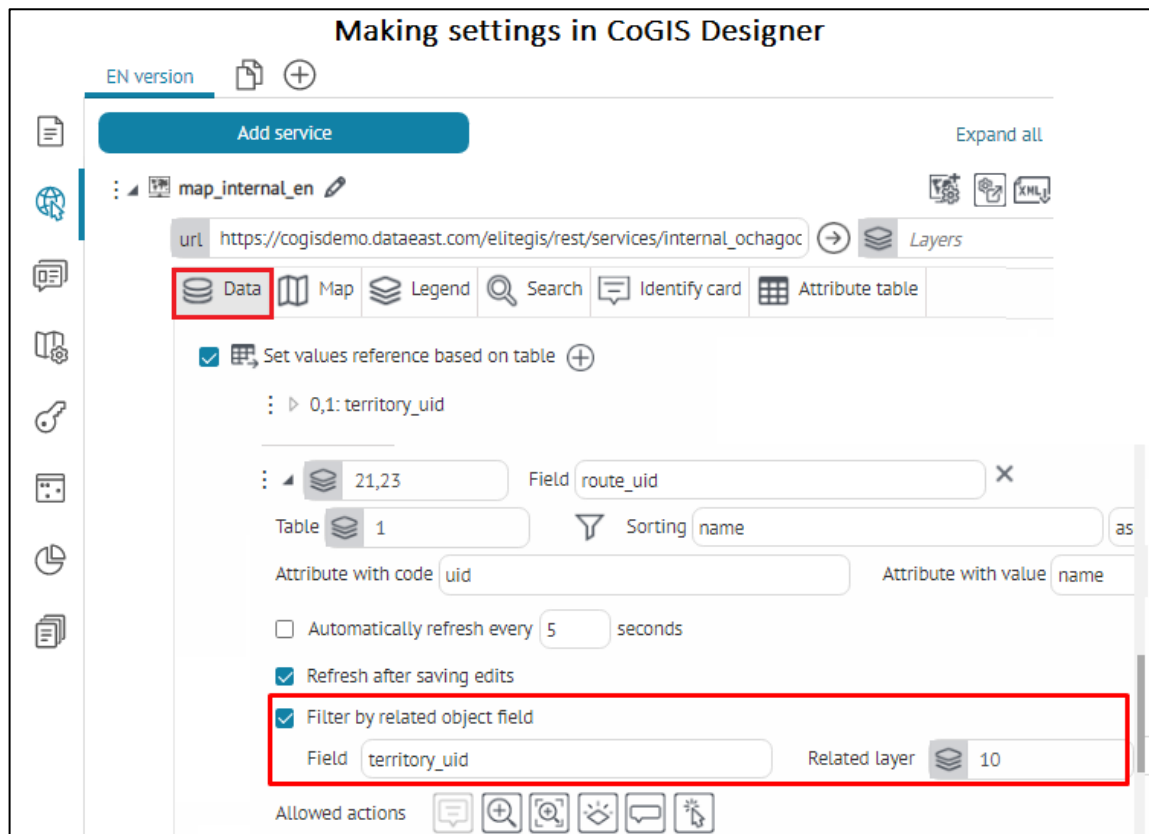 Making settings in CoGIS Designer
EN version
Add service
Expand all
map_internal_en
XML
url https://cogisdemo.dataeast.com/elitegis/rest/services/internal_ochagoc Layers
Data Map Legend Search Identify card Attribute table
Set values reference based on table
0,1: territory_uid
21,23 Field route_uid
Table 1 Sorting name as
Attribute with code uid Attribute with value name
Automatically refresh every 5 seconds
Refresh after saving edits
Filter by related object field
Field territory_uid Related layer 10
Allowed actions